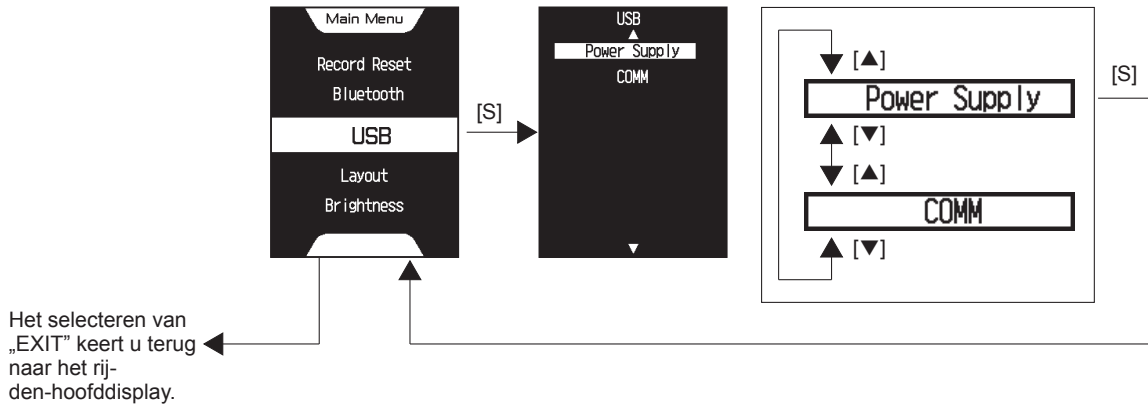 Main Menu
Record Reset
Bluetooth
USB
Layout
Brightness
[S]
USB
▲
Power Supply
COMM
▼
[▲]
Power Supply
[▼]
[▲]
COMM
[▼]
[S]
Het selecteren van
„EXIT” keert u terug
naar het rij-
den-hoofddisplay.